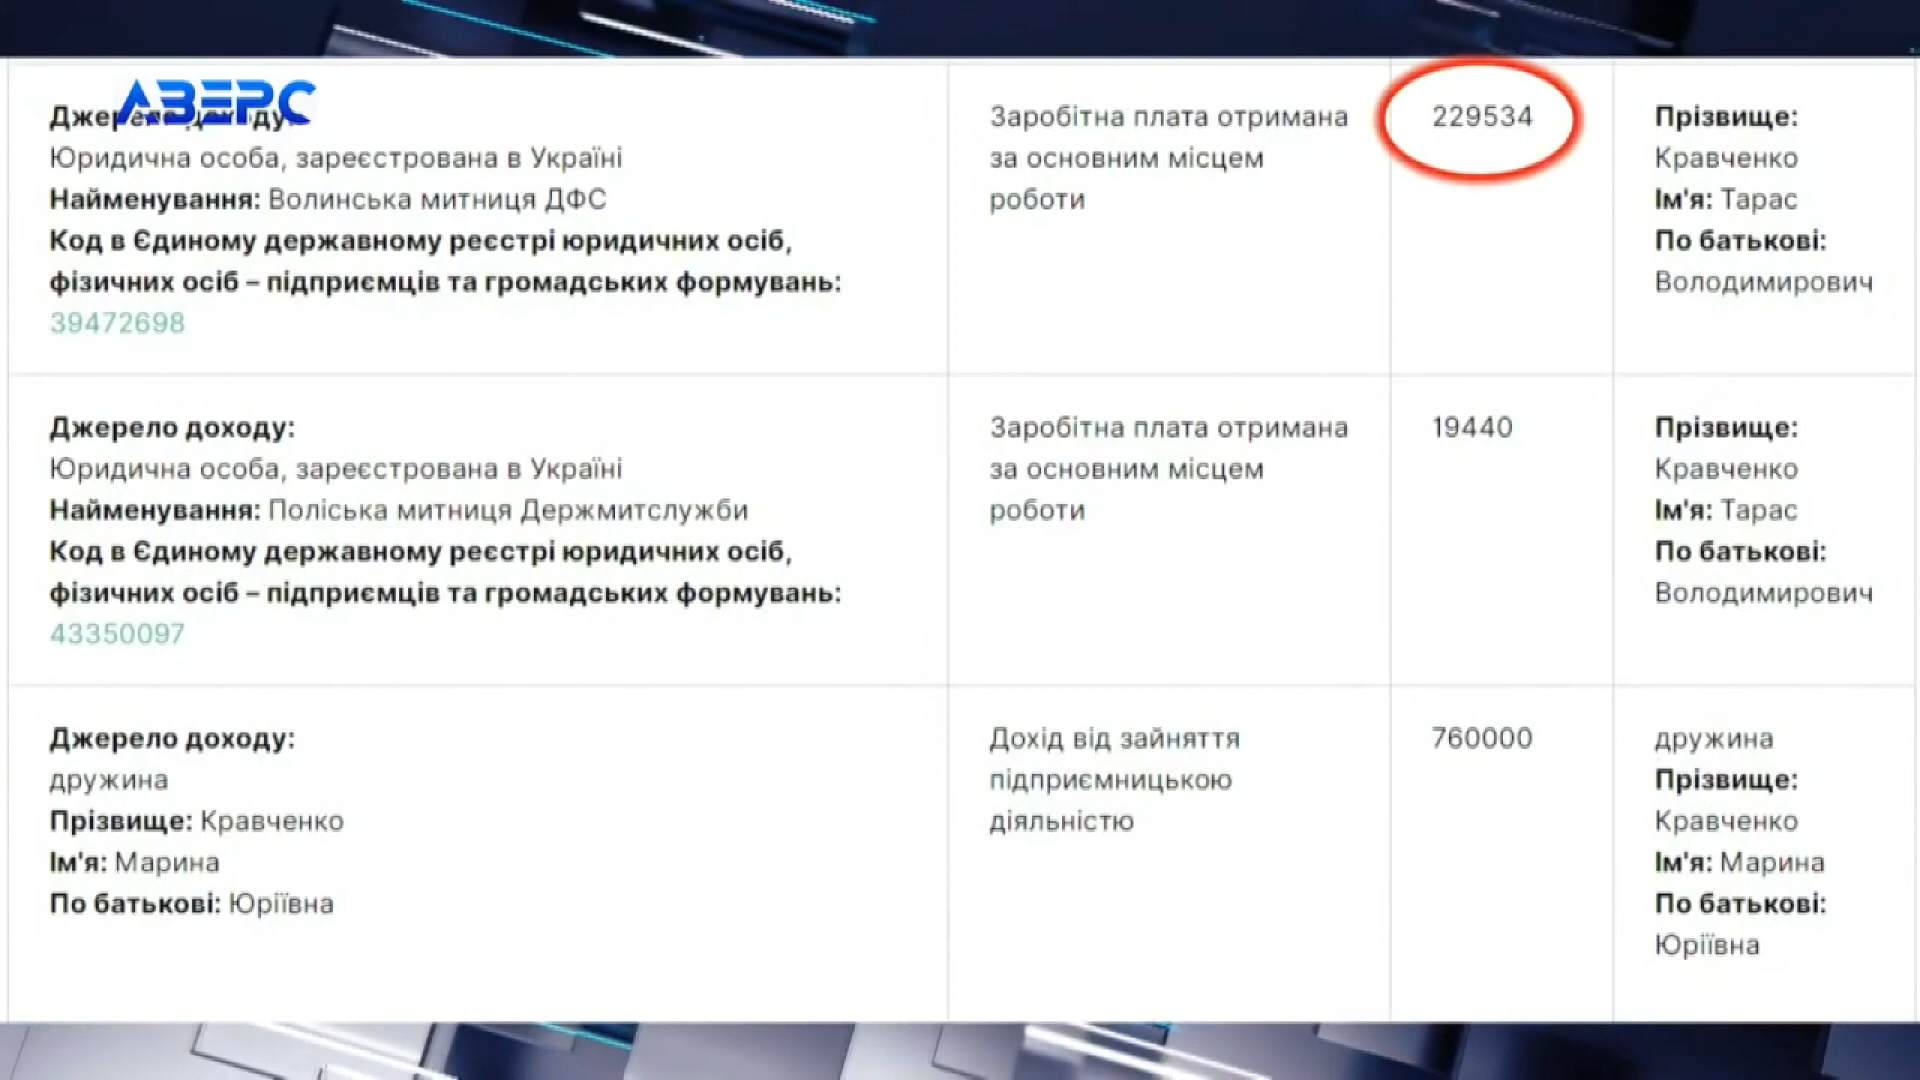 АВЕРС
Джерело доходу:
Юридична особа, зареєстрована в Україні
Найменування: Волинська митниця ДФС
Код в Єдиному державному реєстрі юридичних осіб,
фізичних осіб – підприємців та громадських формувань:
39472698
Заробітна плата отримана
за основним місцем
роботи
229534
Прізвище:
Кравченко
Ім'я: Тарас
По батькові:
Володимирович
Джерело доходу:
Юридична особа, зареєстрована в Україні
Найменування: Поліська митниця Держмитслужби
Код в Єдиному державному реєстрі юридичних осіб,
фізичних осіб – підприємців та громадських формувань:
43350097
Заробітна плата отримана
за основним місцем
роботи
19440
Прізвище:
Кравченко
Ім'я: Тарас
По батькові:
Володимирович
Джерело доходу:
дружина
Прізвище: Кравченко
Ім'я: Марина
По батькові: Юріївна
Дохід від зайняття
підприємницькою
діяльністю
760000
дружина
Прізвище:
Кравченко
Ім'я: Марина
По батькові:
Юріївна